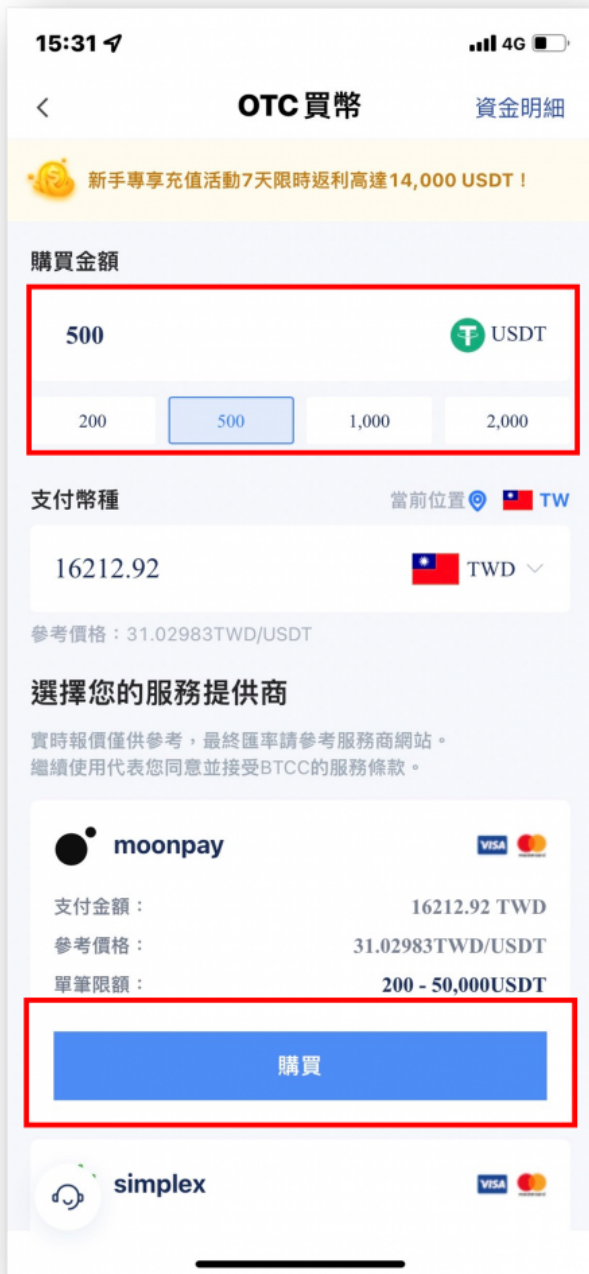 15:31
4G
OTC買幣
資金明細
新手專享充值活動7天限時返利高達14,000 USDT！
購買金額
500
USDT
200
500
1,000
2,000
支付幣種
當前位置 TW
16212.92
TWD
參考價格：31.02983TWD/USDT
選擇您的服務提供商
實時報價僅供參考，最終匯率請參考服務商網站。
繼續使用代表您同意並接受BTCC的服務條款。
moonpay
VISA
支付金額：
16212.92 TWD
參考價格：
31.02983TWD/USDT
單筆限額：
200 - 50,000USDT
購買
simplex
VISA